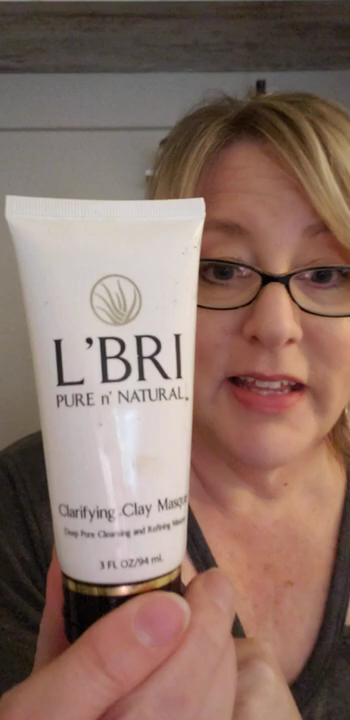 L'BRI
PURE n' NATURAL
Clarifying Clay Masque
Deep Pore Cleansing and Refining Masque
3 FL OZ/94 mL